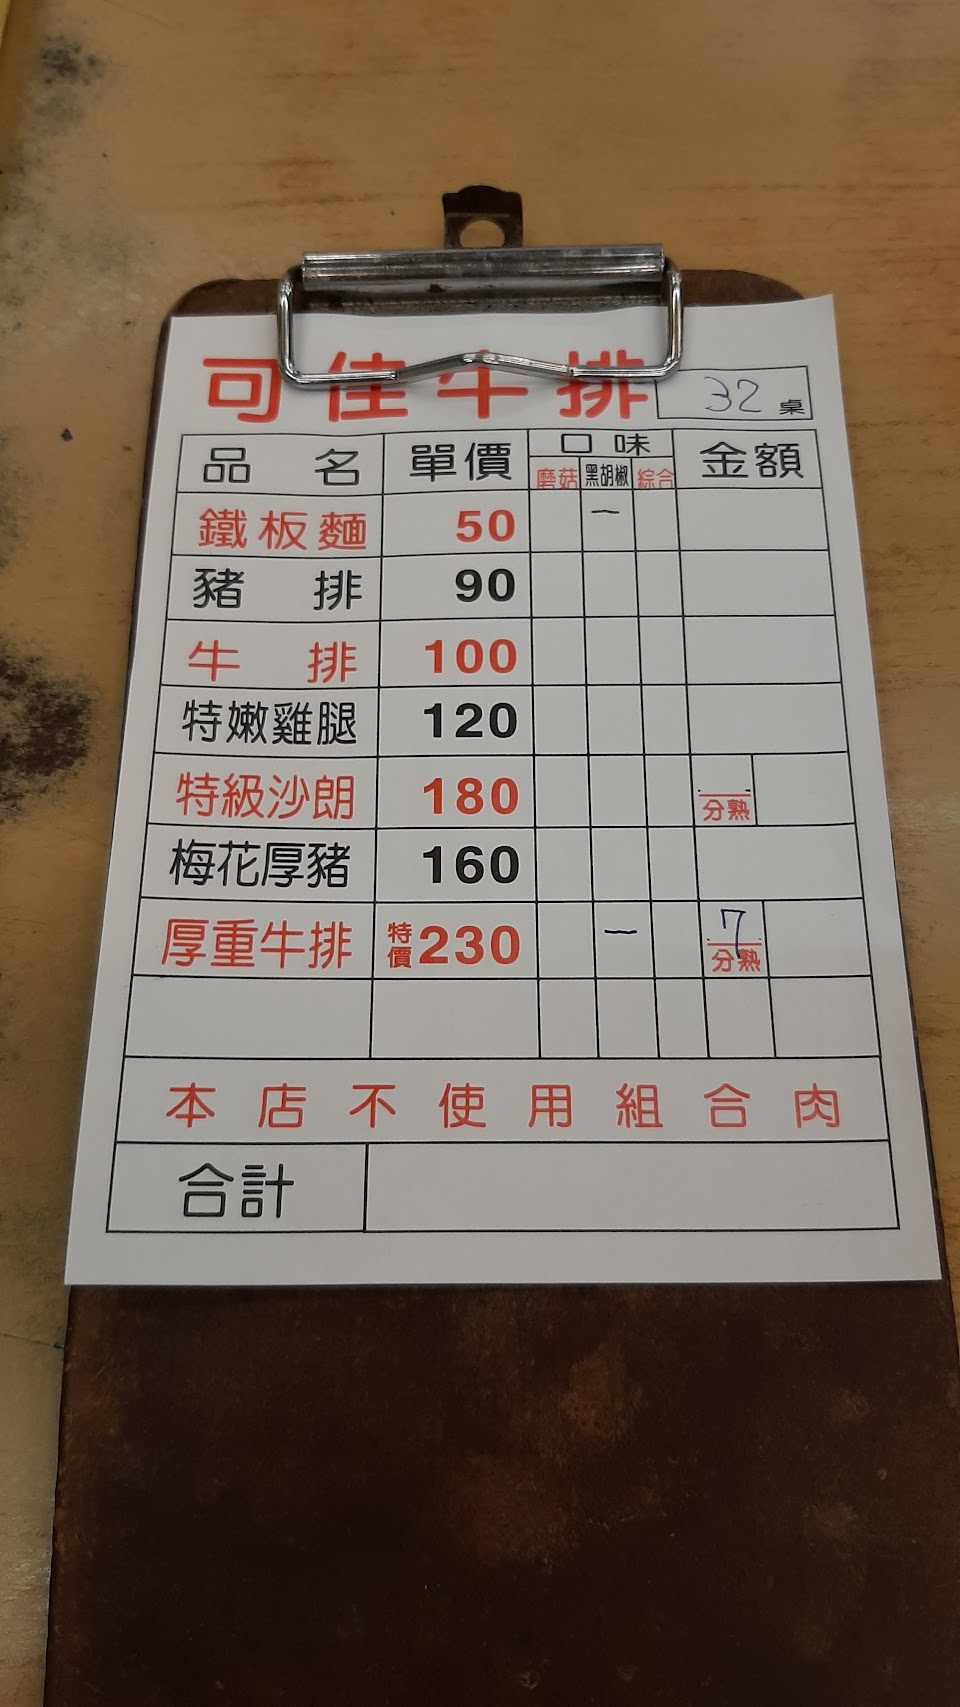 可佳牛排 32 桌
品名 單價 口味 金額
磨菇 黑胡椒 綜合
鐵板麵 50 一
豬排 90
牛排 100
特嫩雞腿 120
特級沙朗 180 分熟
梅花厚豬 160
厚重牛排 特價230 一 7分熟
本店不使用組合肉
合計